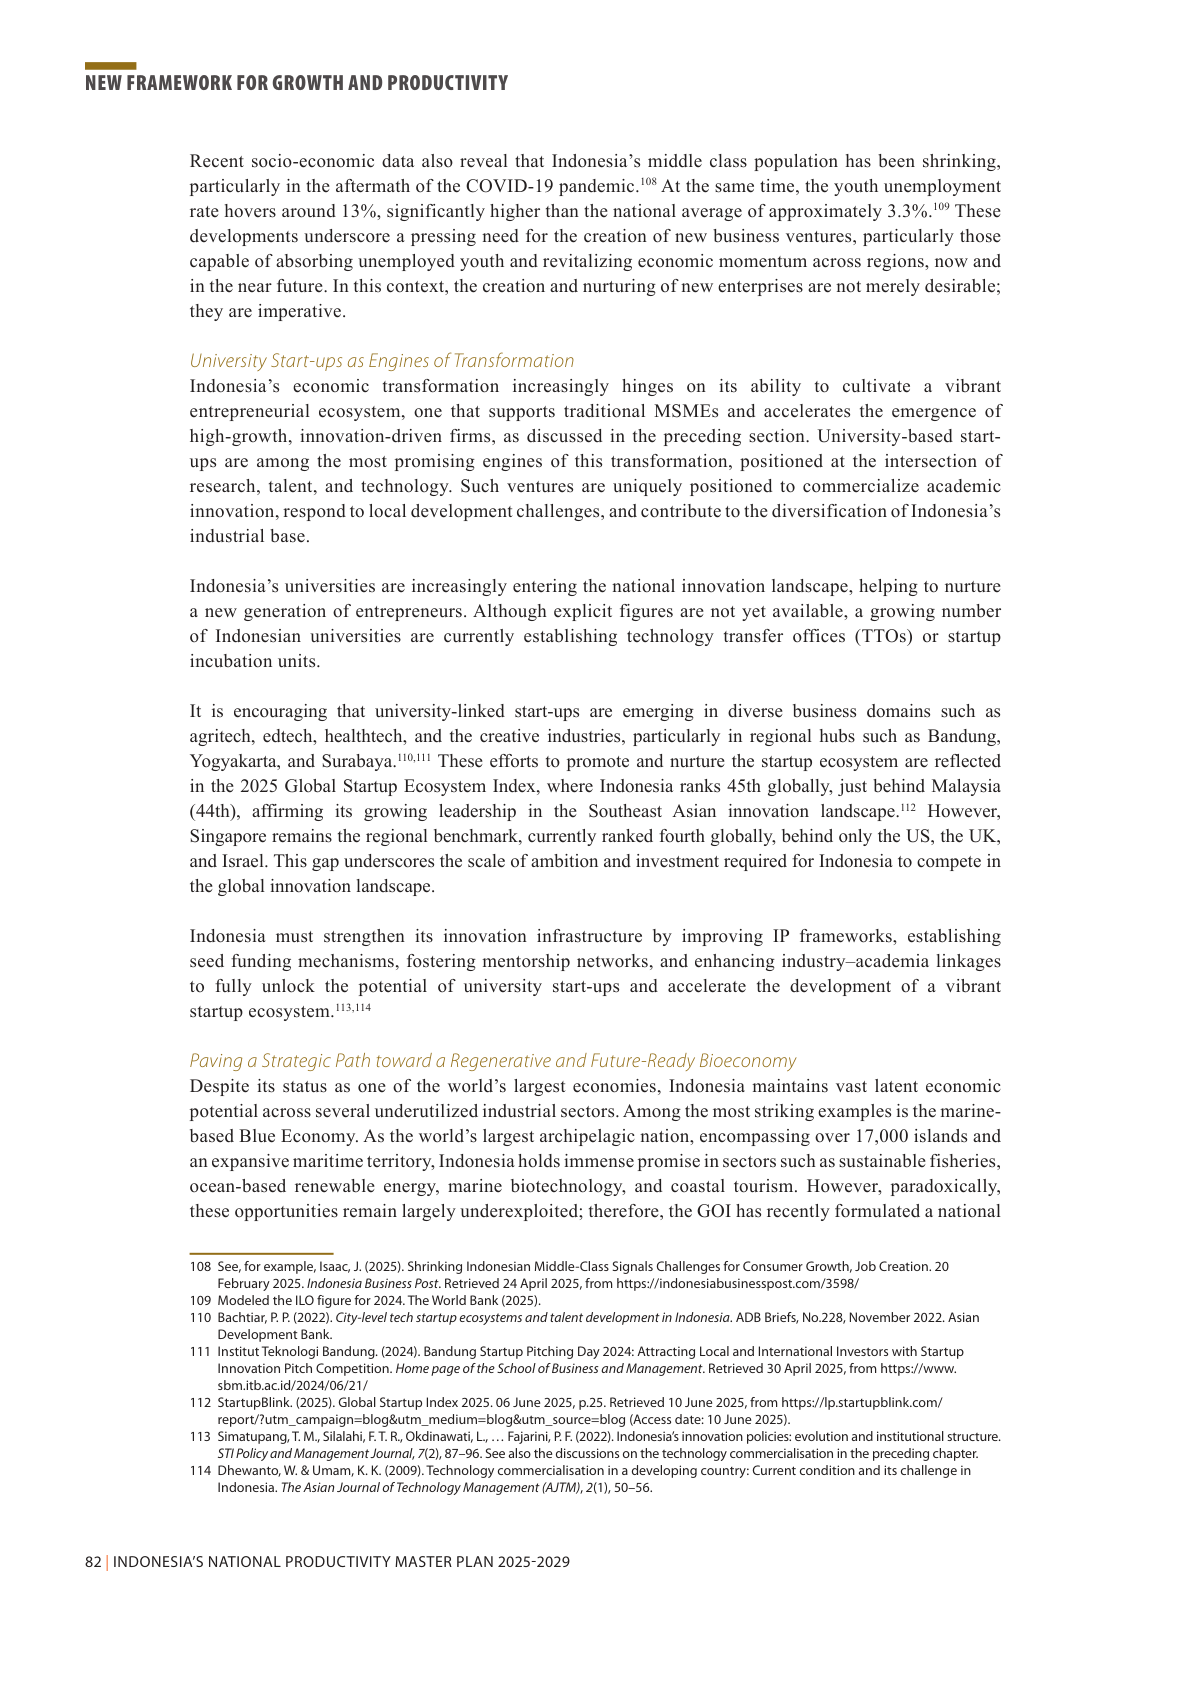 NEW FRAMEWORK FOR GROWTH AND PRODUCTIVITY
Recent socio-economic data also reveal that Indonesia’s middle class population has been shrinking,
particularly in the aftermath of the COVID-19 pandemic.108 At the same time, the youth unemployment
rate hovers around 13%, significantly higher than the national average of approximately 3.3%.109 These
developments underscore a pressing need for the creation of new business ventures, particularly those
capable of absorbing unemployed youth and revitalizing economic momentum across regions, now and
in the near future. In this context, the creation and nurturing of new enterprises are not merely desirable;
they are imperative.
University Start-ups as Engines of Transformation
Indonesia’s economic transformation increasingly hinges on its ability to cultivate a vibrant
entrepreneurial ecosystem, one that supports traditional MSMEs and accelerates the emergence of
high-growth, innovation-driven firms, as discussed in the preceding section. University-based start-
ups are among the most promising engines of this transformation, positioned at the intersection of
research, talent, and technology. Such ventures are uniquely positioned to commercialize academic
innovation, respond to local development challenges, and contribute to the diversification of Indonesia’s
industrial base.
Indonesia’s universities are increasingly entering the national innovation landscape, helping to nurture
a new generation of entrepreneurs. Although explicit figures are not yet available, a growing number
of Indonesian universities are currently establishing technology transfer offices (TTOs) or startup
incubation units.
It is encouraging that university-linked start-ups are emerging in diverse business domains such as
agritech, edtech, healthtech, and the creative industries, particularly in regional hubs such as Bandung,
Yogyakarta, and Surabaya.110,111 These efforts to promote and nurture the startup ecosystem are reflected
in the 2025 Global Startup Ecosystem Index, where Indonesia ranks 45th globally, just behind Malaysia
(44th), affirming its growing leadership in the Southeast Asian innovation landscape.112 However,
Singapore remains the regional benchmark, currently ranked fourth globally, behind only the US, the UK,
and Israel. This gap underscores the scale of ambition and investment required for Indonesia to compete in
the global innovation landscape.
Indonesia must strengthen its innovation infrastructure by improving IP frameworks, establishing
seed funding mechanisms, fostering mentorship networks, and enhancing industry–academia linkages
to fully unlock the potential of university start-ups and accelerate the development of a vibrant
startup ecosystem.113,114
Paving a Strategic Path toward a Regenerative and Future-Ready Bioeconomy
Despite its status as one of the world’s largest economies, Indonesia maintains vast latent economic
potential across several underutilized industrial sectors. Among the most striking examples is the marine-
based Blue Economy. As the world’s largest archipelagic nation, encompassing over 17,000 islands and
an expansive maritime territory, Indonesia holds immense promise in sectors such as sustainable fisheries,
ocean-based renewable energy, marine biotechnology, and coastal tourism. However, paradoxically,
these opportunities remain largely underexploited; therefore, the GOI has recently formulated a national
108 See, for example, Isaac, J. (2025). Shrinking Indonesian Middle-Class Signals Challenges for Consumer Growth, Job Creation. 20
February 2025. Indonesia Business Post. Retrieved 24 April 2025, from https://indonesiabusinesspost.com/3598/
109 Modeled the ILO figure for 2024. The World Bank (2025).
110 Bachtiar, P. P. (2022). City-level tech startup ecosystems and talent development in Indonesia. ADB Briefs, No.228, November 2022. Asian
Development Bank.
111 Institut Teknologi Bandung. (2024). Bandung Startup Pitching Day 2024: Attracting Local and International Investors with Startup
Innovation Pitch Competition. Home page of the School of Business and Management. Retrieved 30 April 2025, from https://www.
sbm.itb.ac.id/2024/06/21/
112 StartupBlink. (2025). Global Startup Index 2025. 06 June 2025, p.25. Retrieved 10 June 2025, from https://lp.startupblink.com/
report/?utm_campaign=blog&utm_medium=blog&utm_source=blog (Access date: 10 June 2025).
113 Simatupang, T. M., Silalahi, F. T. R., Okdinawati, L., … Fajarini, P. F. (2022). Indonesia’s innovation policies: evolution and institutional structure.
STI Policy and Management Journal, 7(2), 87–96. See also the discussions on the technology commercialisation in the preceding chapter.
114 Dhewanto, W. & Umam, K. K. (2009). Technology commercialisation in a developing country: Current condition and its challenge in
Indonesia. The Asian Journal of Technology Management (AJTM), 2(1), 50–56.
82 | INDONESIA’S NATIONAL PRODUCTIVITY MASTER PLAN 2025-2029